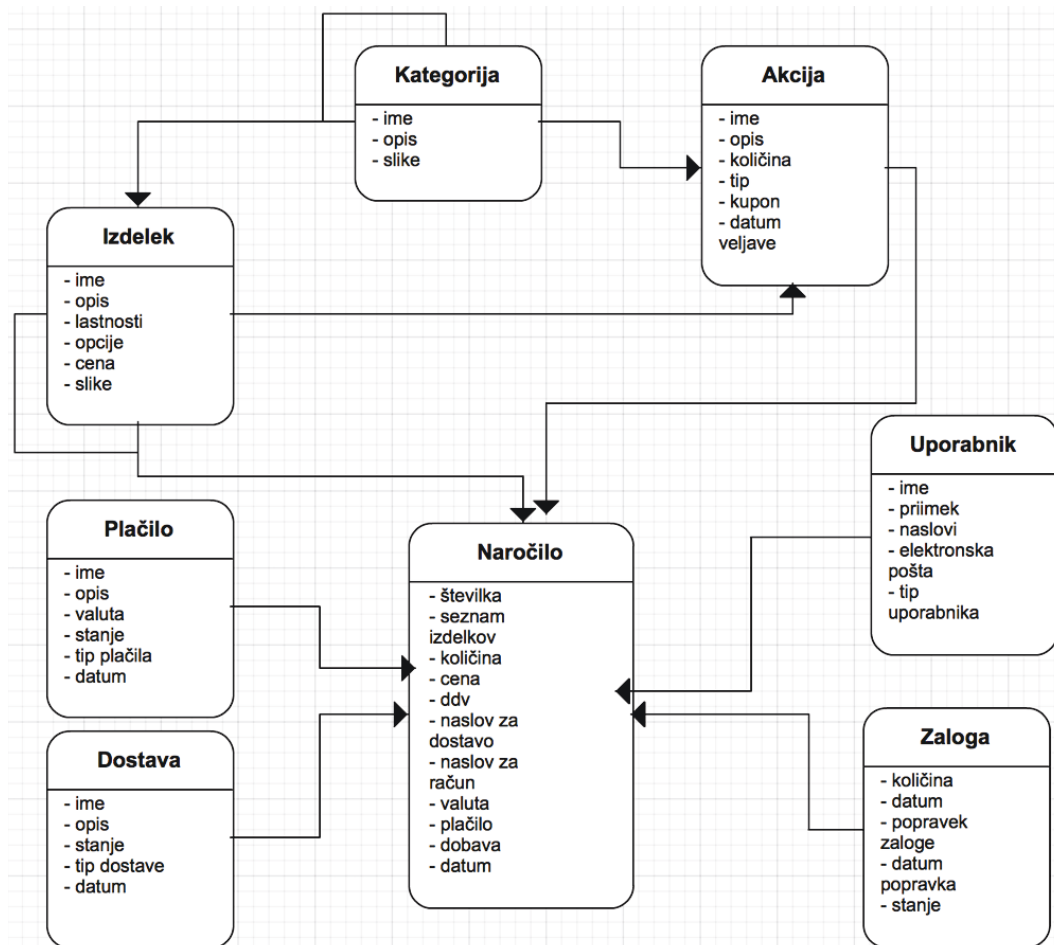 Kategorija
- ime
- opis
- slike
Akcija
- ime
- opis
- količina
- tip
- kupon
- datum
veljave
Izdelek
- ime
- opis
- lastnosti
- opcije
- cena
- slike
Uporabnik
- ime
- priimek
- naslovi
- elektronska
pošta
- tip
uporabnika
Plačilo
- ime
- opis
- valuta
- stanje
- tip plačila
- datum
Naročilo
- številka
- seznam
izdelkov
- količina
- cena
- ddv
- naslov za
dostavo
- naslov za
račun
- valuta
- plačilo
- dobava
- datum
Dostava
- ime
- opis
- stanje
- tip dostave
- datum
Zaloga
- količina
- datum
- popravek
zaloge
- datum
popravka
- stanje